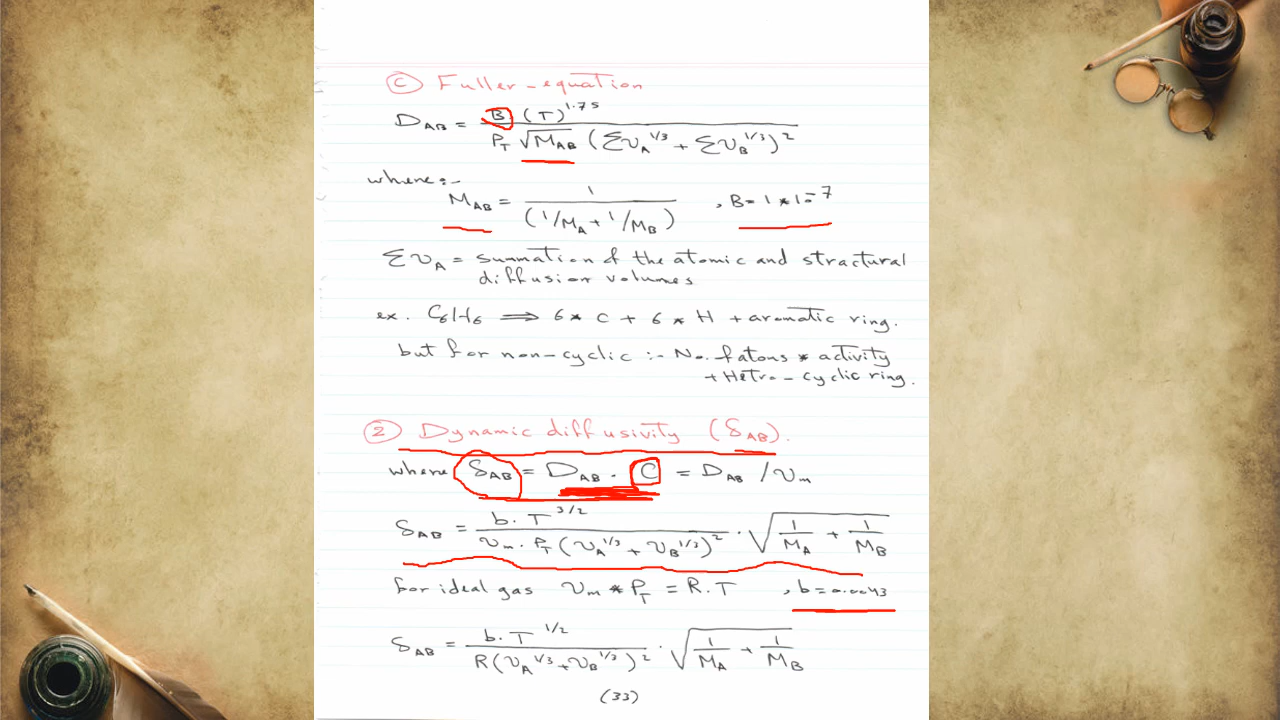 (C) Fuller-equation
D_AB = B (T)^1.75 / P_T √M_AB (Συ_A^1/3 + Συ_B^1/3)^2
where:-
M_AB = 1 / (1/M_A + 1/M_B) , B = 1 * 10^-7
Συ_A = summation of the atomic and stractural
diffusion volumes
ex. C6H6 ⟹ 6 * C + 6 * H + aromatic ring.
but for non-cyclic :- No. of atoms * activity
+ Hetro-cyclic ring.
(2) Dynamic diffusivity (δ_AB).
where δ_AB = D_AB . C = D_AB / υ_m
δ_AB = b. T^3/2 / υ_m . P_T (υ_A^1/3 + υ_B^1/3)^2 . √(1/M_A + 1/M_B)
for ideal gas υ_m * P_T = R.T , b = 0.0043
δ_AB = b. T^1/2 / R(υ_A^1/3 + υ_B^1/3)^2 . √(1/M_A + 1/M_B)
(33)